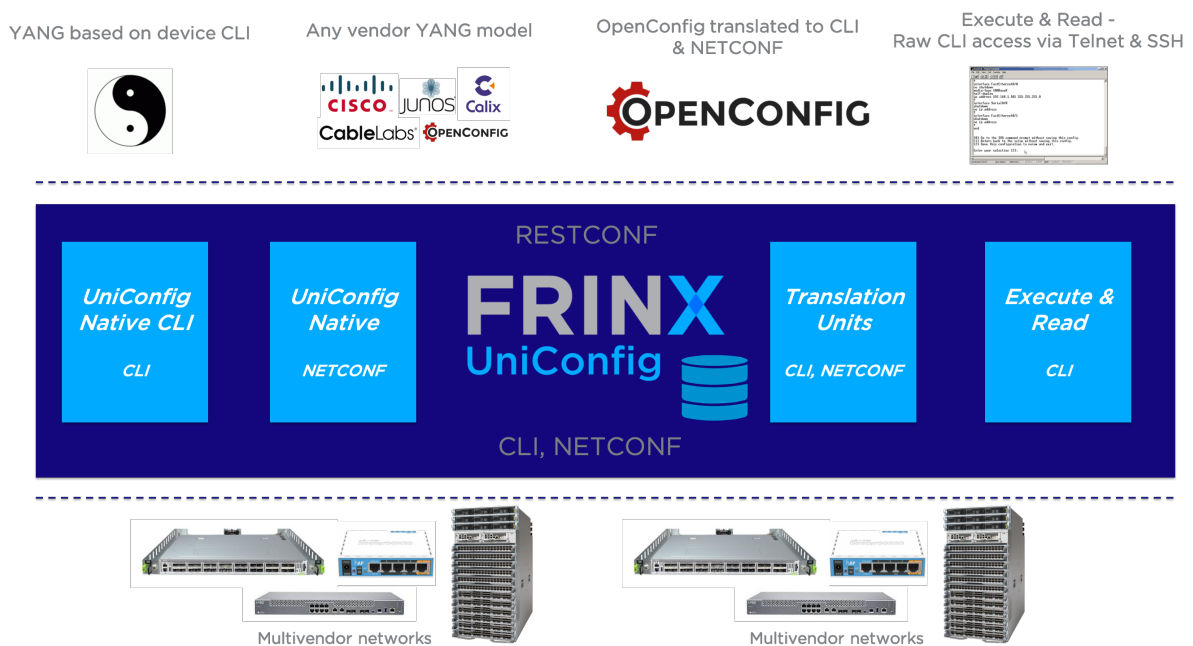 YANG based on device CLI
Any vendor YANG model
OpenConfig translated to CLI
& NETCONF
Execute & Read -
Raw CLI access via Telnet & SSH
CISCO
JUNOS
Calix
CableLabs
OPENCONFIG
OPENCONFIG
RESTCONF
UniConfig
Native CLI
CLI
UniConfig
Native
NETCONF
FRINX
UniConfig
Translation
Units
CLI, NETCONF
Execute &
Read
CLI
CLI, NETCONF
Multivendor networks
Multivendor networks